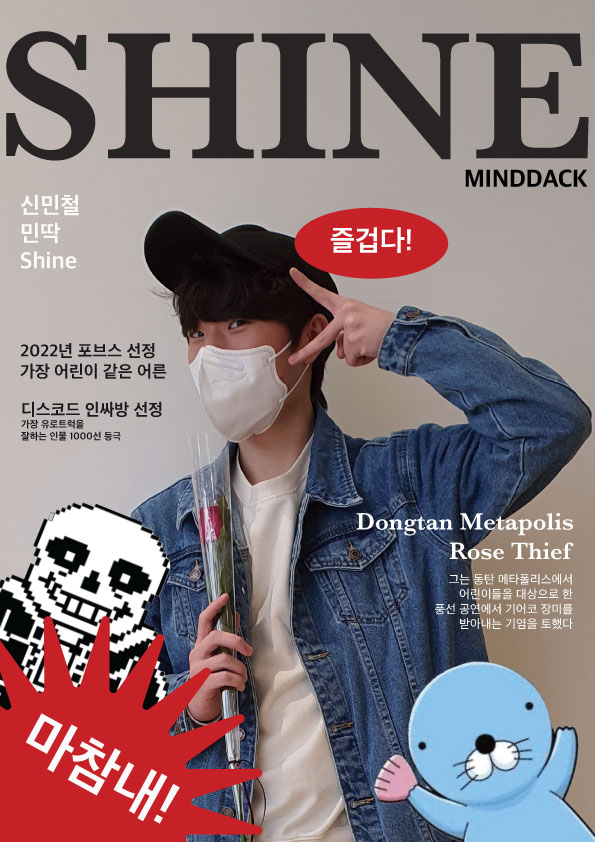 SHINE
MINDDACK
신민철
민딱
Shine
즐겁다!
2022년 포브스 선정
가장 어린이 같은 어른
디스코드 인싸방 선정
가장 유로트럭을
잘하는 인물 1000선 등극
Dongtan Metapolis
Rose Thief
그는 동탄 메타폴리스에서
어린이들을 대상으로 한
풍선 공연에서 기어코 장미를
받아내는 기염을 토했다
마참내!